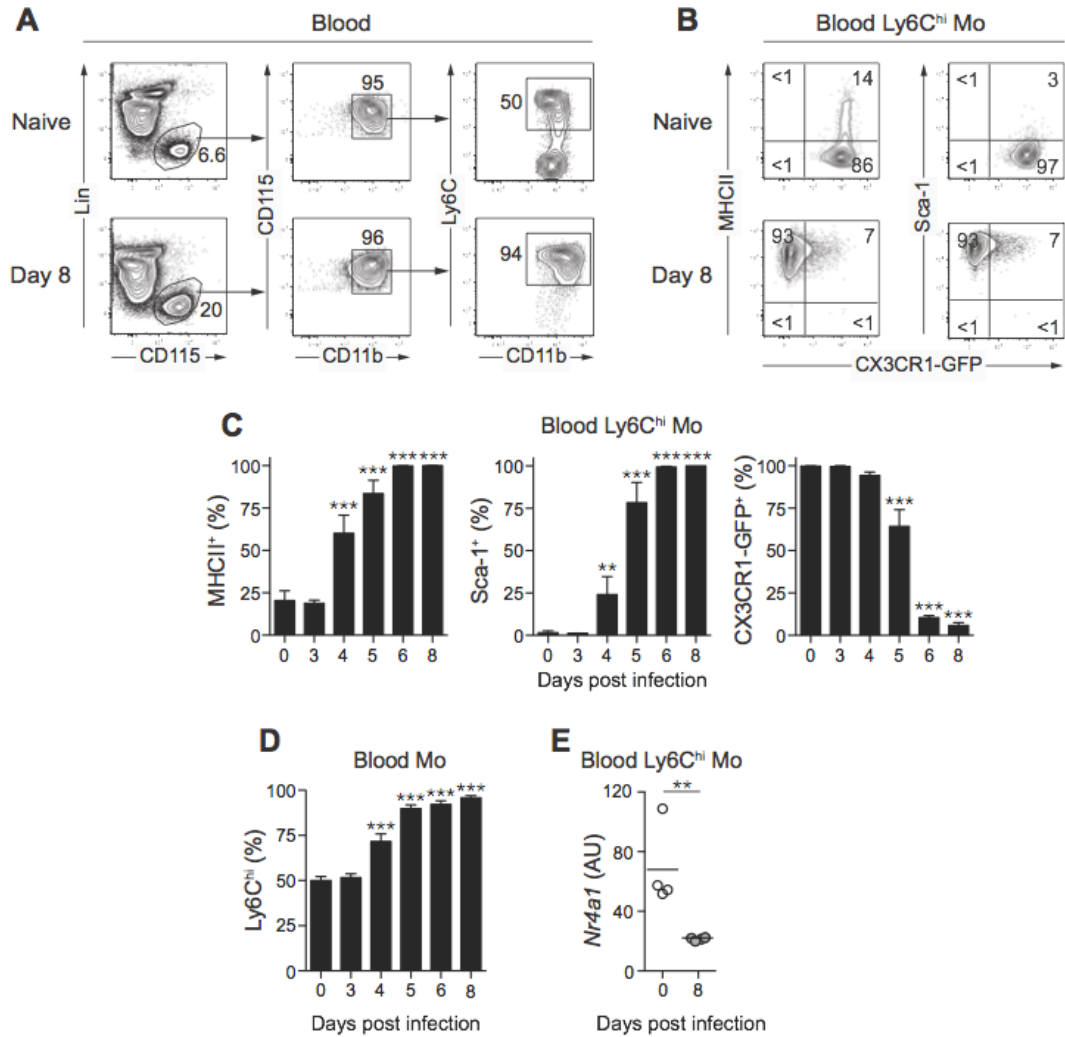 A
Blood
B
Blood Ly6Chi Mo
Naive
Day 8
Lin
CD115
Ly6C
6.6
95
50
20
96
94
CD115
CD11b
CD11b
MHCII
Sca-1
<1
14
<1
86
<1
3
<1
97
93
7
<1
<1
93
7
<1
<1
CX3CR1-GFP
C
Blood Ly6Chi Mo
MHCII+ (%)
100
75
50
25
0
***
***
***
***
0 3 4 5 6 8
Sca-1+ (%)
100
75
50
25
0
**
***
***
***
0 3 4 5 6 8
Days post infection
CX3CR1-GFP+ (%)
100
75
50
25
0
***
***
***
0 3 4 5 6 8
D
Blood Mo
Ly6Chi (%)
100
75
50
25
0
***
***
***
***
0 3 4 5 6 8
Days post infection
E
Blood Ly6Chi Mo
**
Nr4a1 (AU)
120
80
40
0
0 8
Days post infection